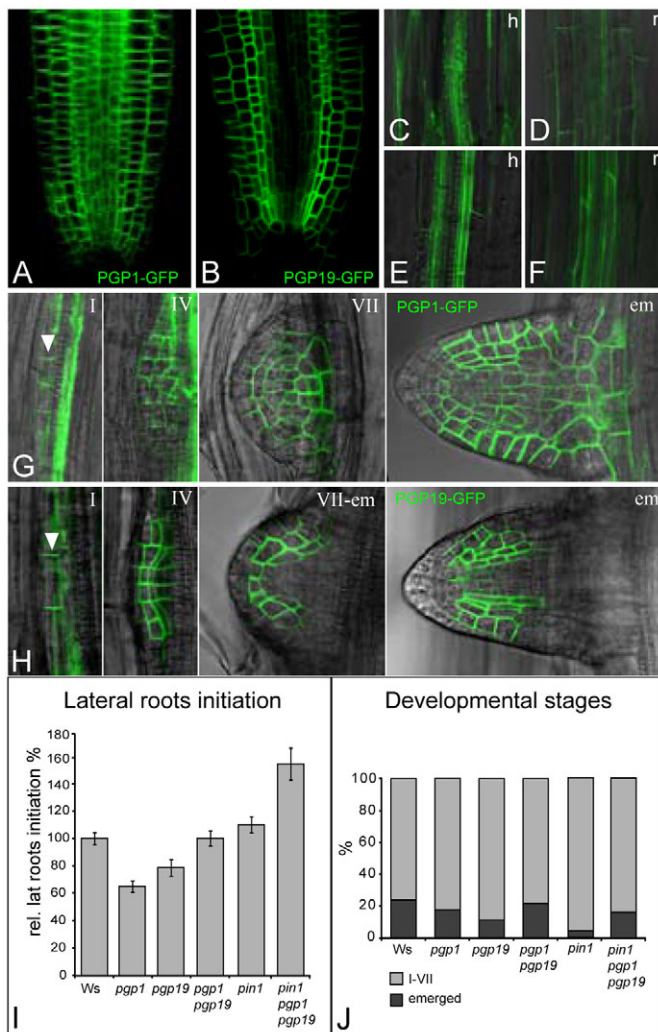 h
r
A
PGP1-GFP
B
PGP19-GFP
C
D
h
r
E
F
I
IV
VII
PGP1-GFP
em
G
I
IV
VII-em
PGP19-GFP
em
H
Lateral roots initiation
rel. lat roots initiation %
180
160
140
120
100
80
60
40
20
0
Ws
pgp1
pgp19
pgp1
pgp19
pin1
pin1
pgp1
pgp19
I
Developmental stages
%
100
80
60
40
20
0
Ws
pgp1
pgp19
pgp1
pgp19
pin1
pin1
pgp1
pgp19
I-VII
emerged
J